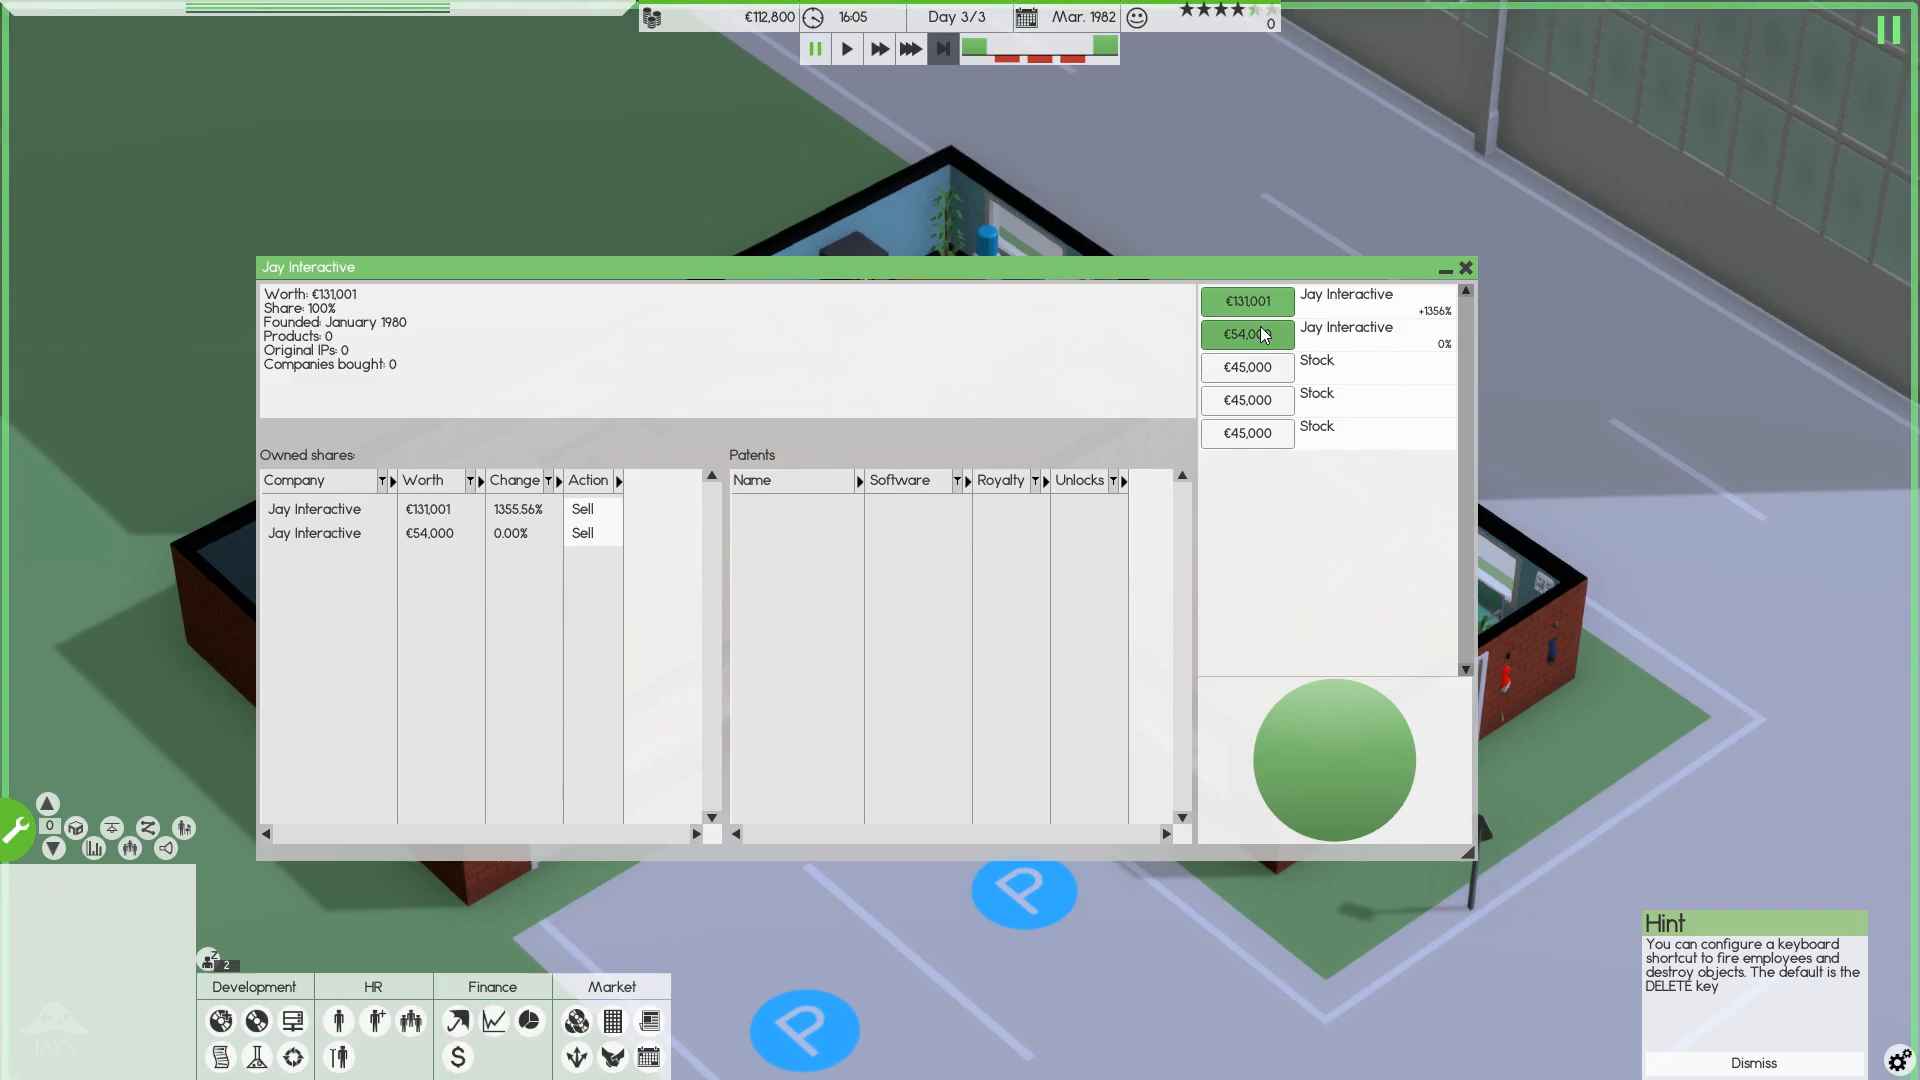 €112,800
16:05
Day 3/3
Mar. 1982
0
Jay Interactive
Worth: €131,001
Share: 100%
Founded: January 1980
Products: 0
Original IPs: 0
Companies bought: 0
€131,001
Jay Interactive
+1356%
€54,000
Jay Interactive
0%
€45,000
Stock
€45,000
Stock
€45,000
Stock
Owned shares:
Company Worth Change Action
Jay Interactive €131,001 1355.56% Sell
Jay Interactive €54,000 0.00% Sell
Patents
Name Software Royalty Unlocks
P
P
0
Z
2
Development
HR
Finance
Market
$
JAY'S
Hint
You can configure a keyboard
shortcut to fire employees and
destroy objects. The default is the
DELETE key
Dismiss